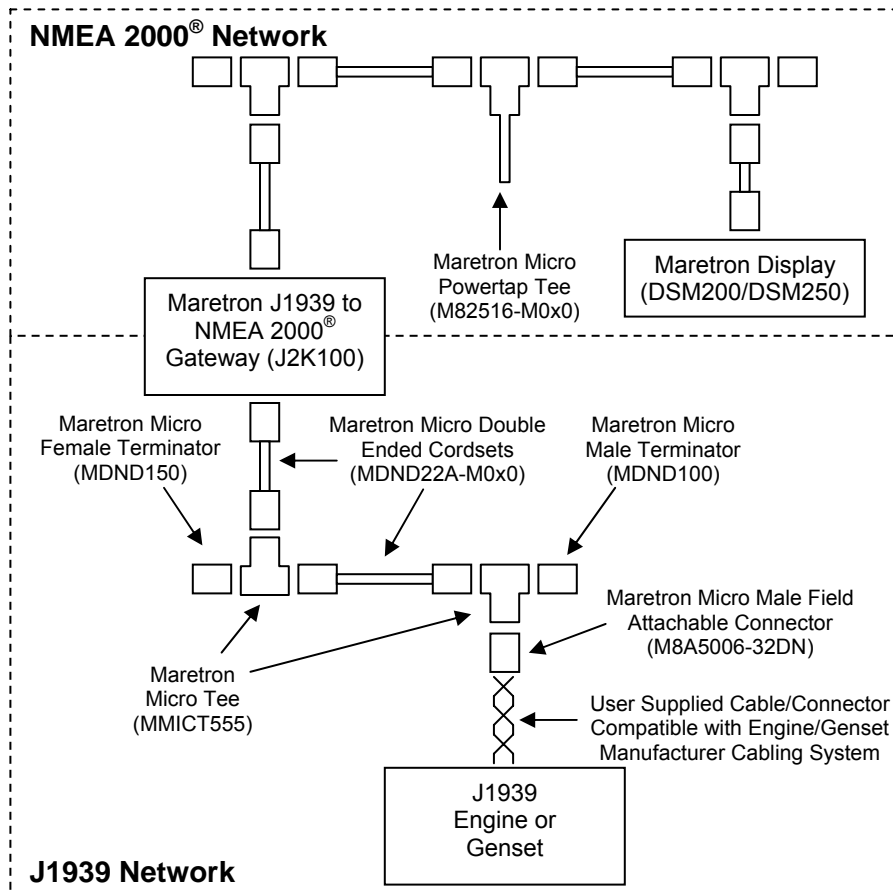 NMEA 2000® Network
Maretron Micro
Powertap Tee
(M82516-M0x0)
Maretron Display
(DSM200/DSM250)
Maretron J1939 to
NMEA 2000®
Gateway (J2K100)
Maretron Micro
Female Terminator
(MDND150)
Maretron Micro Double
Ended Cordsets
(MDND22A-M0x0)
Maretron Micro
Male Terminator
(MDND100)
Maretron Micro Male Field
Attachable Connector
(M8A5006-32DN)
Maretron
Micro Tee
(MMICT555)
User Supplied Cable/Connector
Compatible with Engine/Genset
Manufacturer Cabling System
J1939
Engine or
Genset
J1939 Network